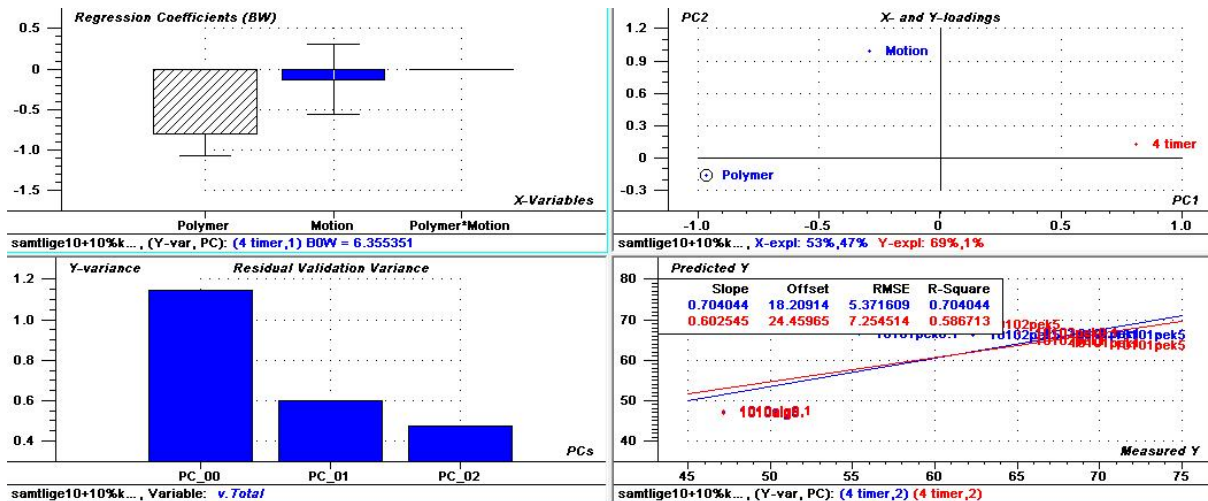 Regression Coefficients (BW)
0.5
0
-0.5
-1.0
-1.5
X-Variables
Polymer Motion Polymer*Motion
samtlige10+10%k... , (Y-var, PC): (4 timer,1) B0W = 6.355351
PC2 X- and Y-loadings
1.2
0.9
0.6
0.3
0
-0.3
Motion
4 timer
Polymer
PC1
-1.0 -0.5 0 0.5 1.0
samtlige10+10%k... , X-expl: 53%,47% Y-expl: 69%,1%
Y-variance Residual Validation Variance
1.2
1.0
0.8
0.6
0.4
PCs
PC_00 PC_01 PC_02
samtlige10+10%k... , Variable: v.Total
Predicted Y
80
70
60
50
40
Slope Offset RMSE R-Square
0.704044 18.20914 5.371609 0.704044
0.602545 24.45965 7.254514 0.586713
Measured Y
45 50 55 60 65 70 75
samtlige10+10%k... , (Y-var, PC): (4 timer,2) (4 timer,2)